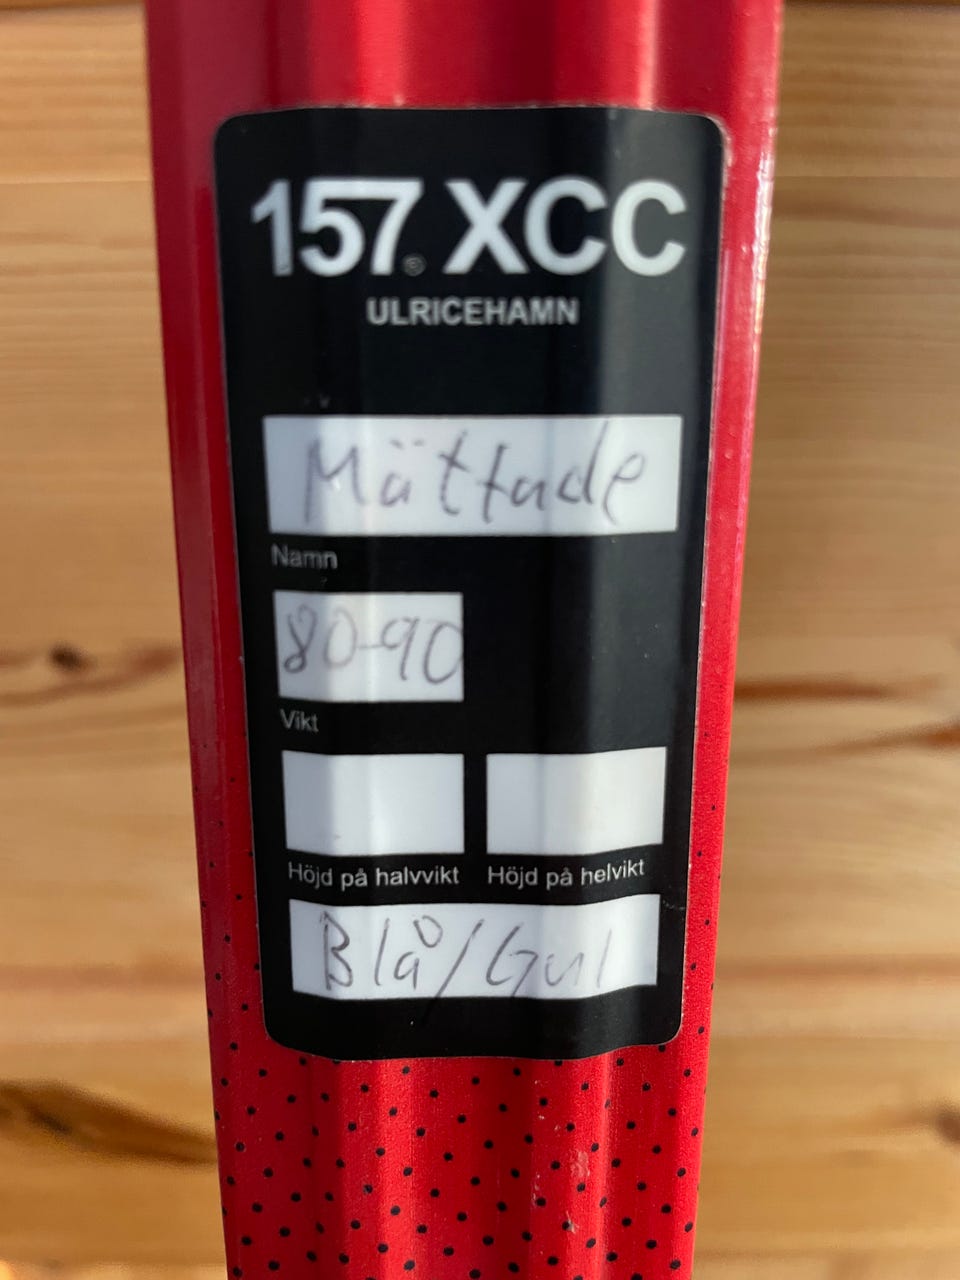 157® XCC
ULRICEHAMN
Mättade
Namn
80-90
Vikt
Höjd på halvvikt Höjd på helvikt
Blå/Gul